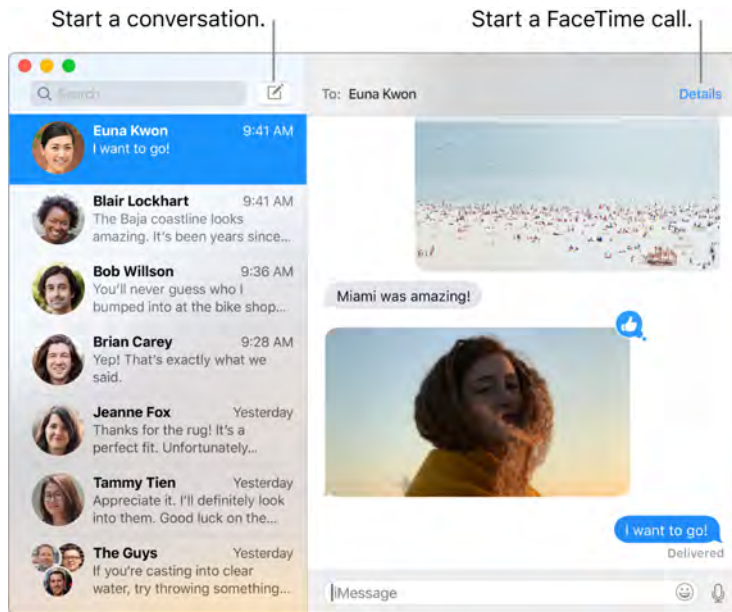 Start a conversation.
Start a FaceTime call.
Search
To: Euna Kwon
Details
Euna Kwon 9:41 AM
I want to go!
Blair Lockhart 9:41 AM
The Baja coastline looks
amazing. It's been years since...
Bob Willson 9:36 AM
You'll never guess who I
bumped into at the bike shop...
Brian Carey 9:28 AM
Yep! That's exactly what we
said.
Jeanne Fox Yesterday
Thanks for the rug! It's a
perfect fit. Unfortunately...
Tammy Tien Yesterday
Appreciate it. I'll definitely look
into them. Good luck on the...
The Guys Yesterday
If you're casting into clear
water, try throwing something...
Miami was amazing!
I want to go!
Delivered
iMessage